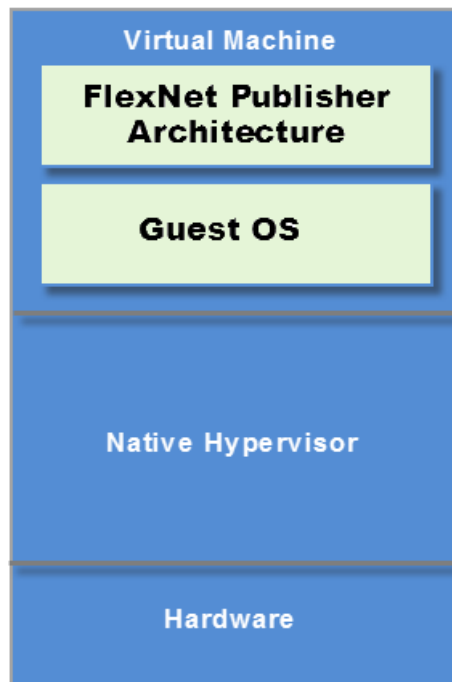 Virtual Machine
FlexNet Publisher
Architecture
Guest OS
Native Hypervisor
Hardware